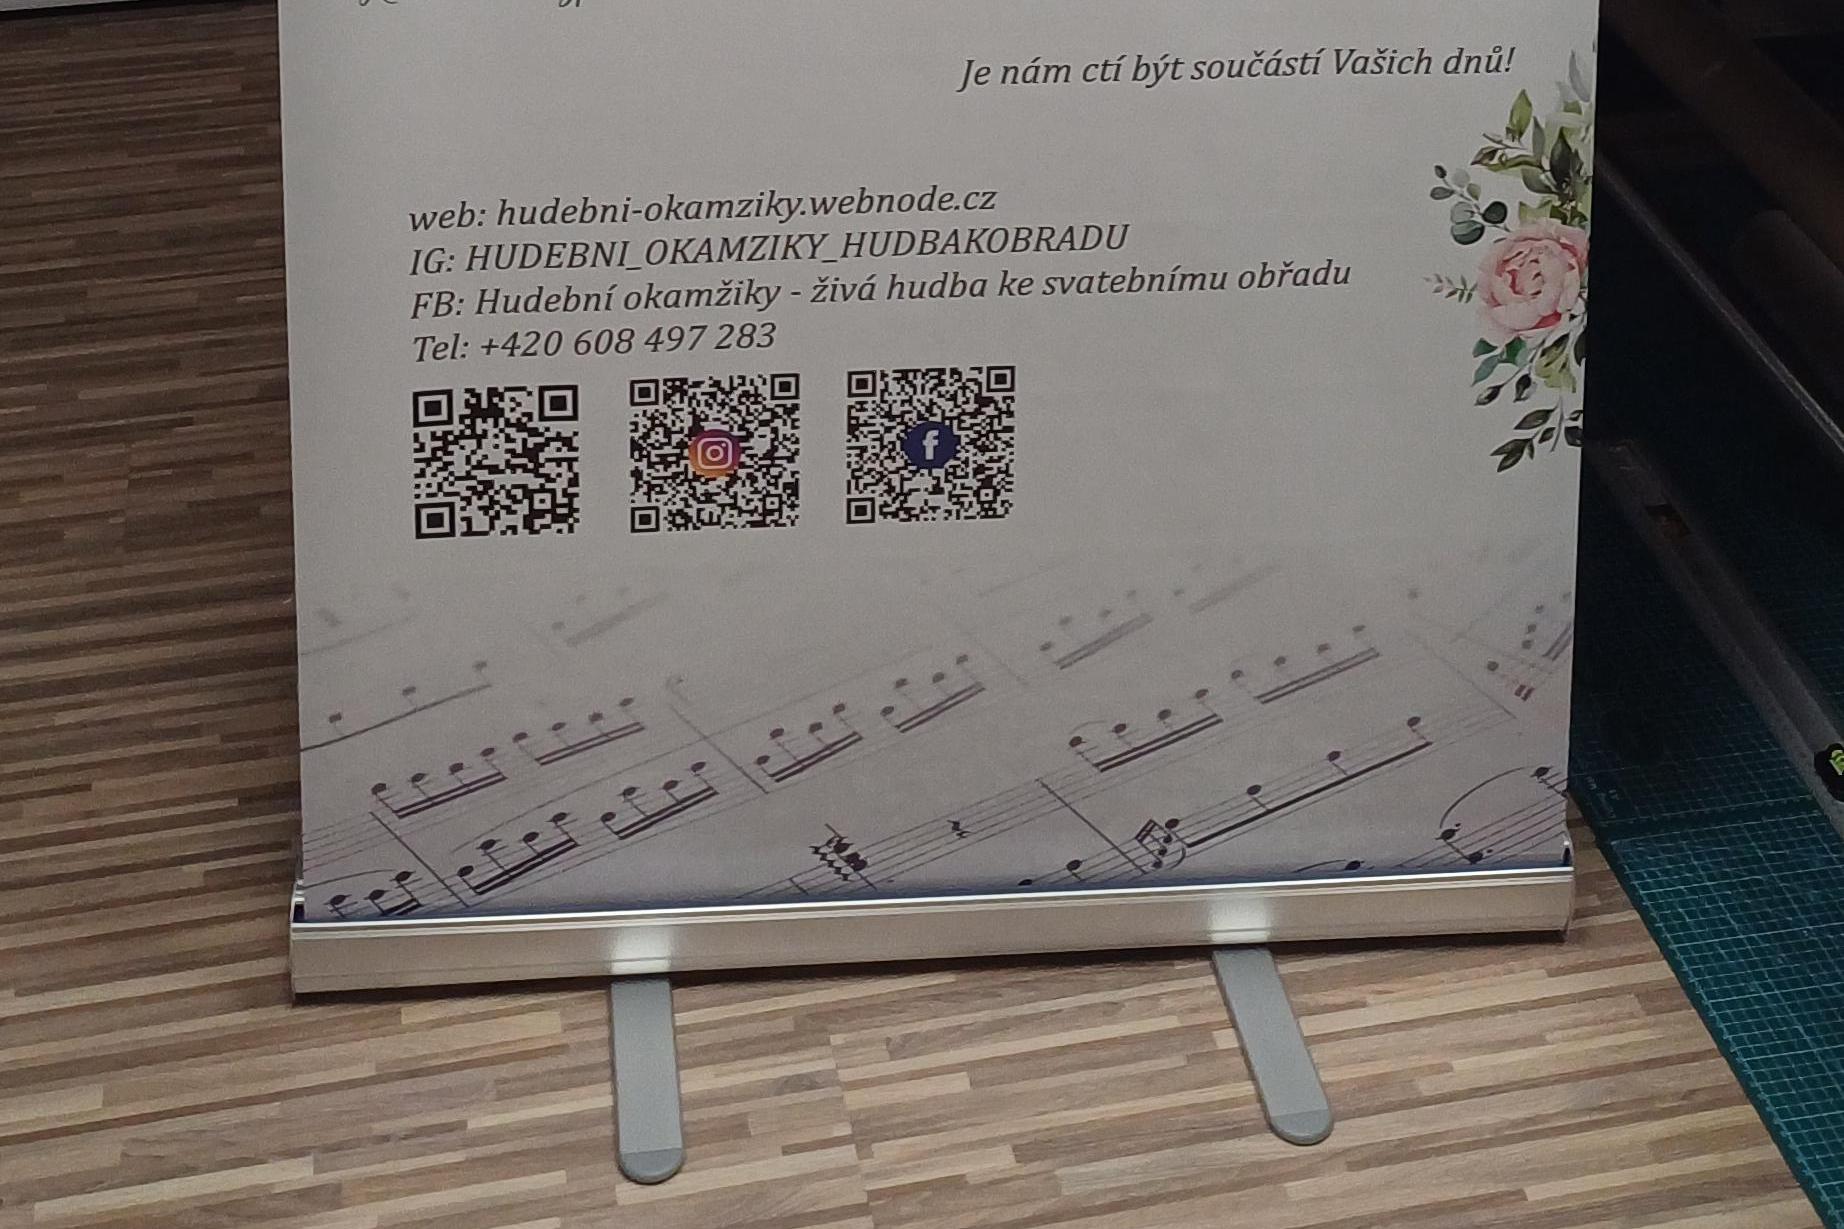 Je nám ctí být součástí Vašich dnů!
web: hudebni-okamziky.webnode.cz
IG: HUDEBNI_OKAMZIKY_HUDBAKOBRADU
FB: Hudební okamžiky - živá hudba ke svatebnímu obřadu
Tel: +420 608 497 283